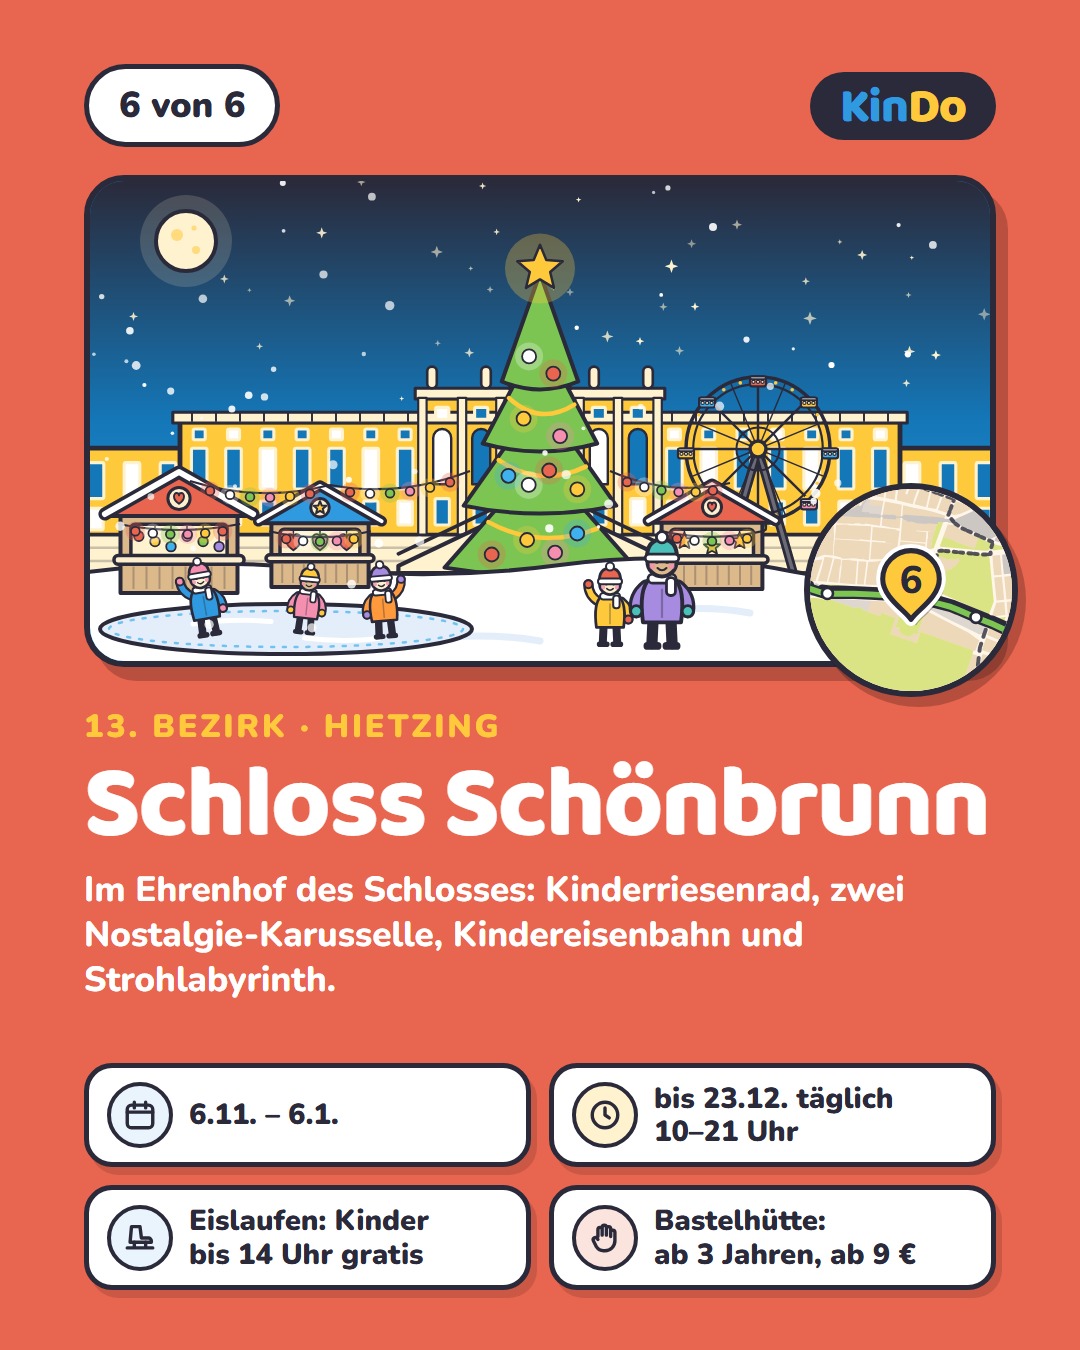 6 von 6
KinDo
6
13. BEZIRK · HIETZING
Schloss Schönbrunn
Im Ehrenhof des Schlosses: Kinderriesenrad, zwei
Nostalgie-Karusselle, Kindereisenbahn und
Strohlabyrinth.
6.11. – 6.1.
bis 23.12. täglich
10–21 Uhr
Eislaufen: Kinder
bis 14 Uhr gratis
Bastelhütte:
ab 3 Jahren, ab 9 €